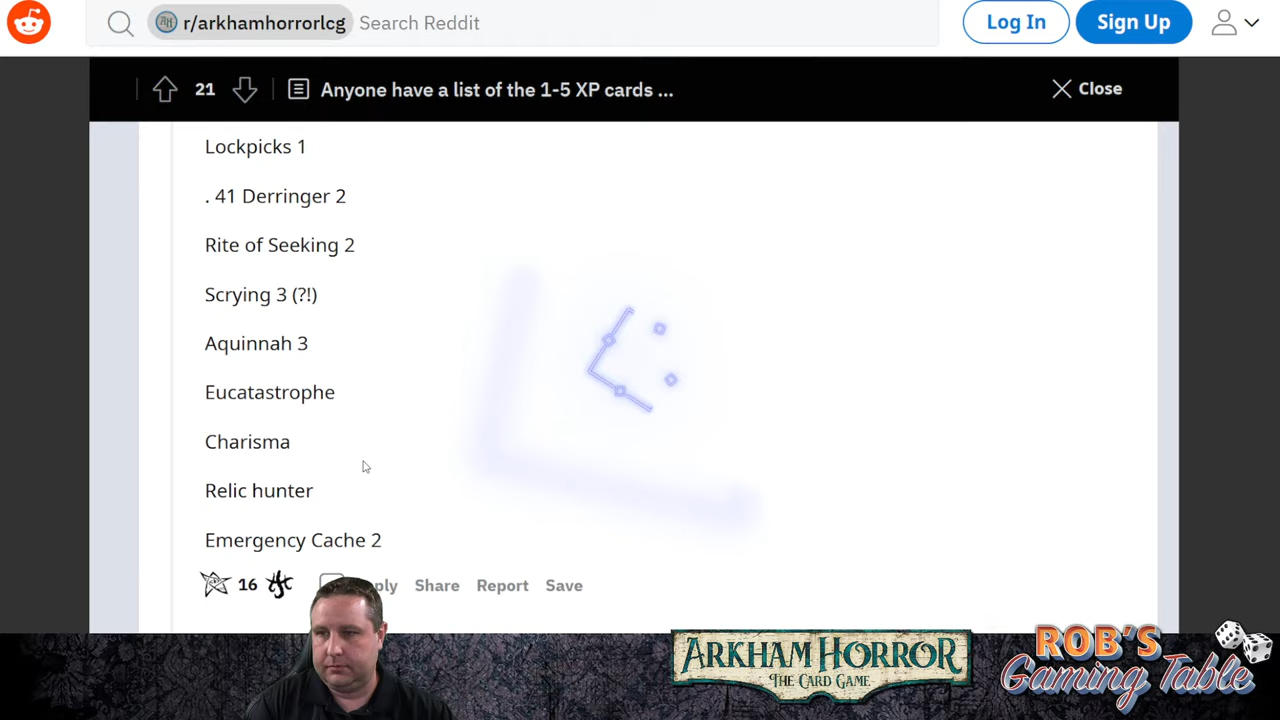 r/arkhamhorrorlcg Search Reddit Log In Sign Up
21 Anyone have a list of the 1-5 XP cards ... Close
Lockpicks 1
. 41 Derringer 2
Rite of Seeking 2
Scrying 3 (?!)
Aquinnah 3
Eucatastrophe
Charisma
Relic hunter
Emergency Cache 2
16 Share Report Save
ARKHAM HORROR
THE CARD GAME
ROB'S
Gaming Table